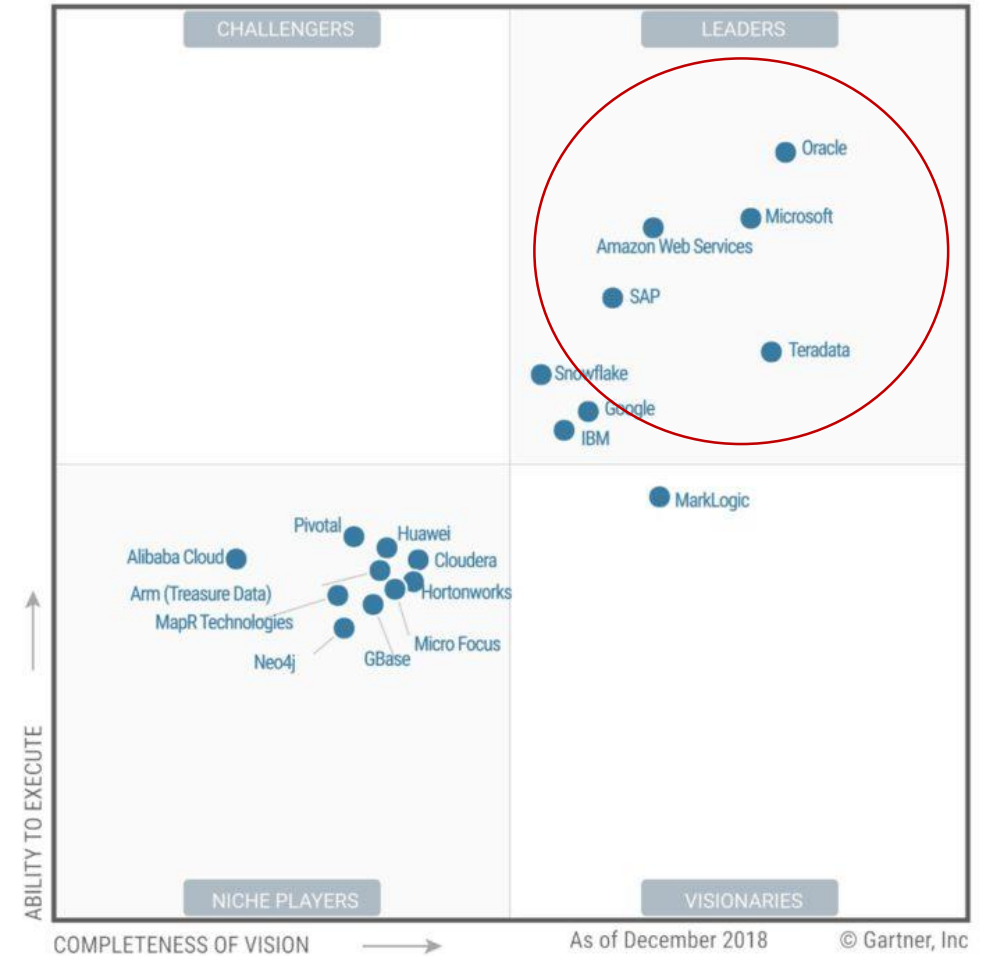 CHALLENGERS
LEADERS
Oracle
Microsoft
Amazon Web Services
SAP
Teradata
Snowflake
Google
IBM
MarkLogic
Pivotal
Huawei
Alibaba Cloud
Cloudera
Arm (Treasure Data)
Hortonworks
MapR Technologies
Micro Focus
Neo4j
GBase
ABILITY TO EXECUTE
NICHE PLAYERS
VISIONARIES
COMPLETENESS OF VISION
As of December 2018
© Gartner, Inc